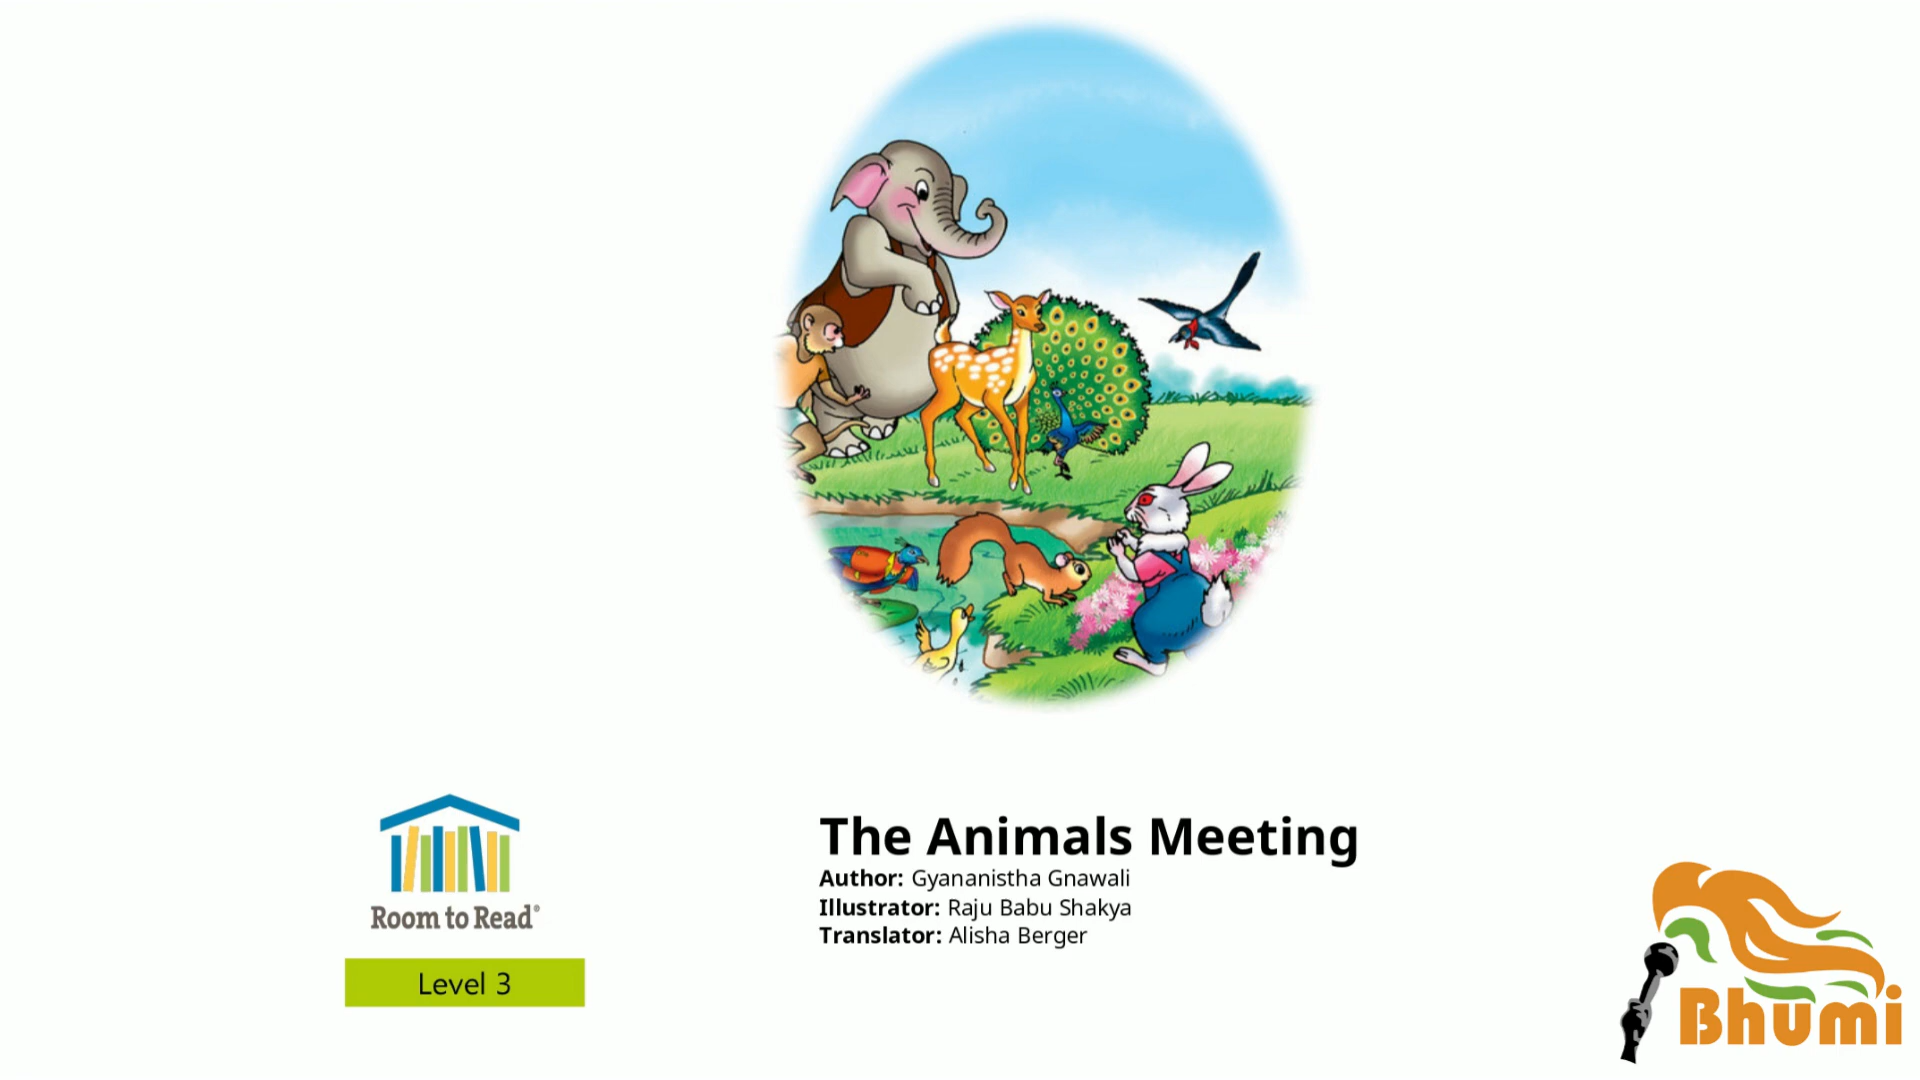 The Animals Meeting
Author: Gyananistha Gnawali
Illustrator: Raju Babu Shakya
Translator: Alisha Berger
Room to Read®
Level 3
Bhumi